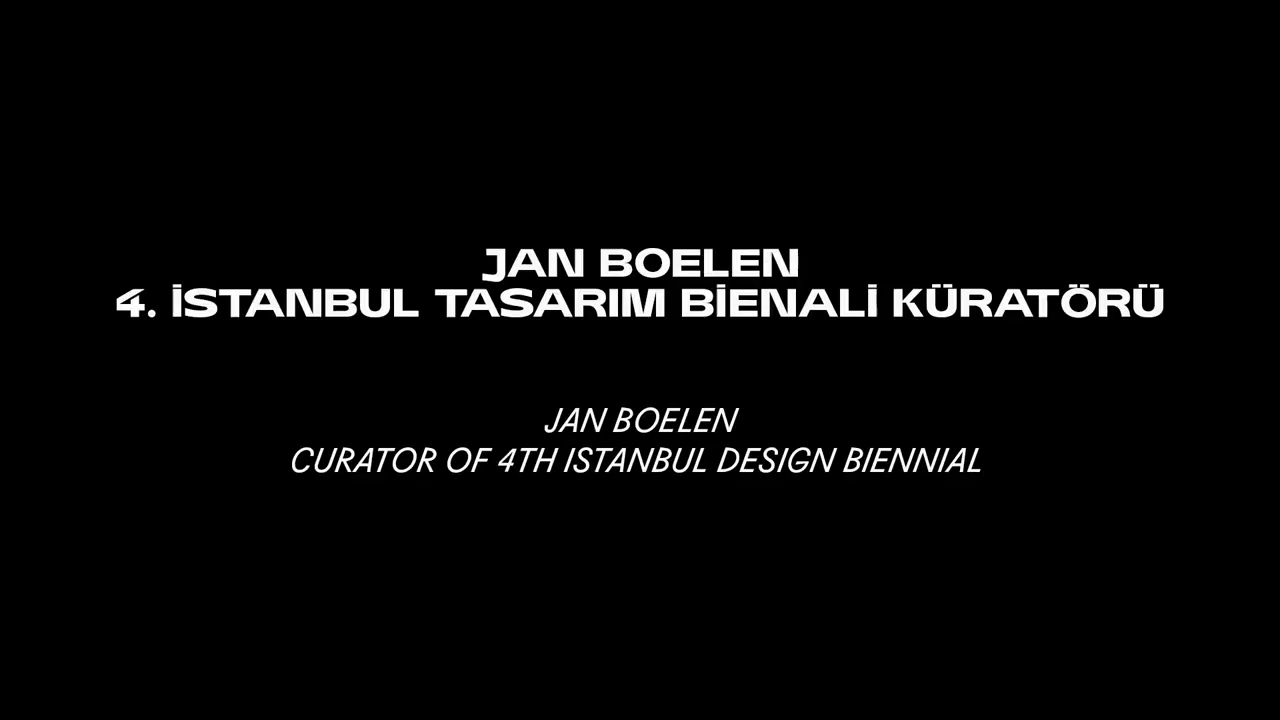 JAN BOELEN
4. İSTANBUL TASARIM BİENALİ KÜRATÖRÜ
JAN BOELEN
CURATOR OF 4TH ISTANBUL DESIGN BIENNIAL